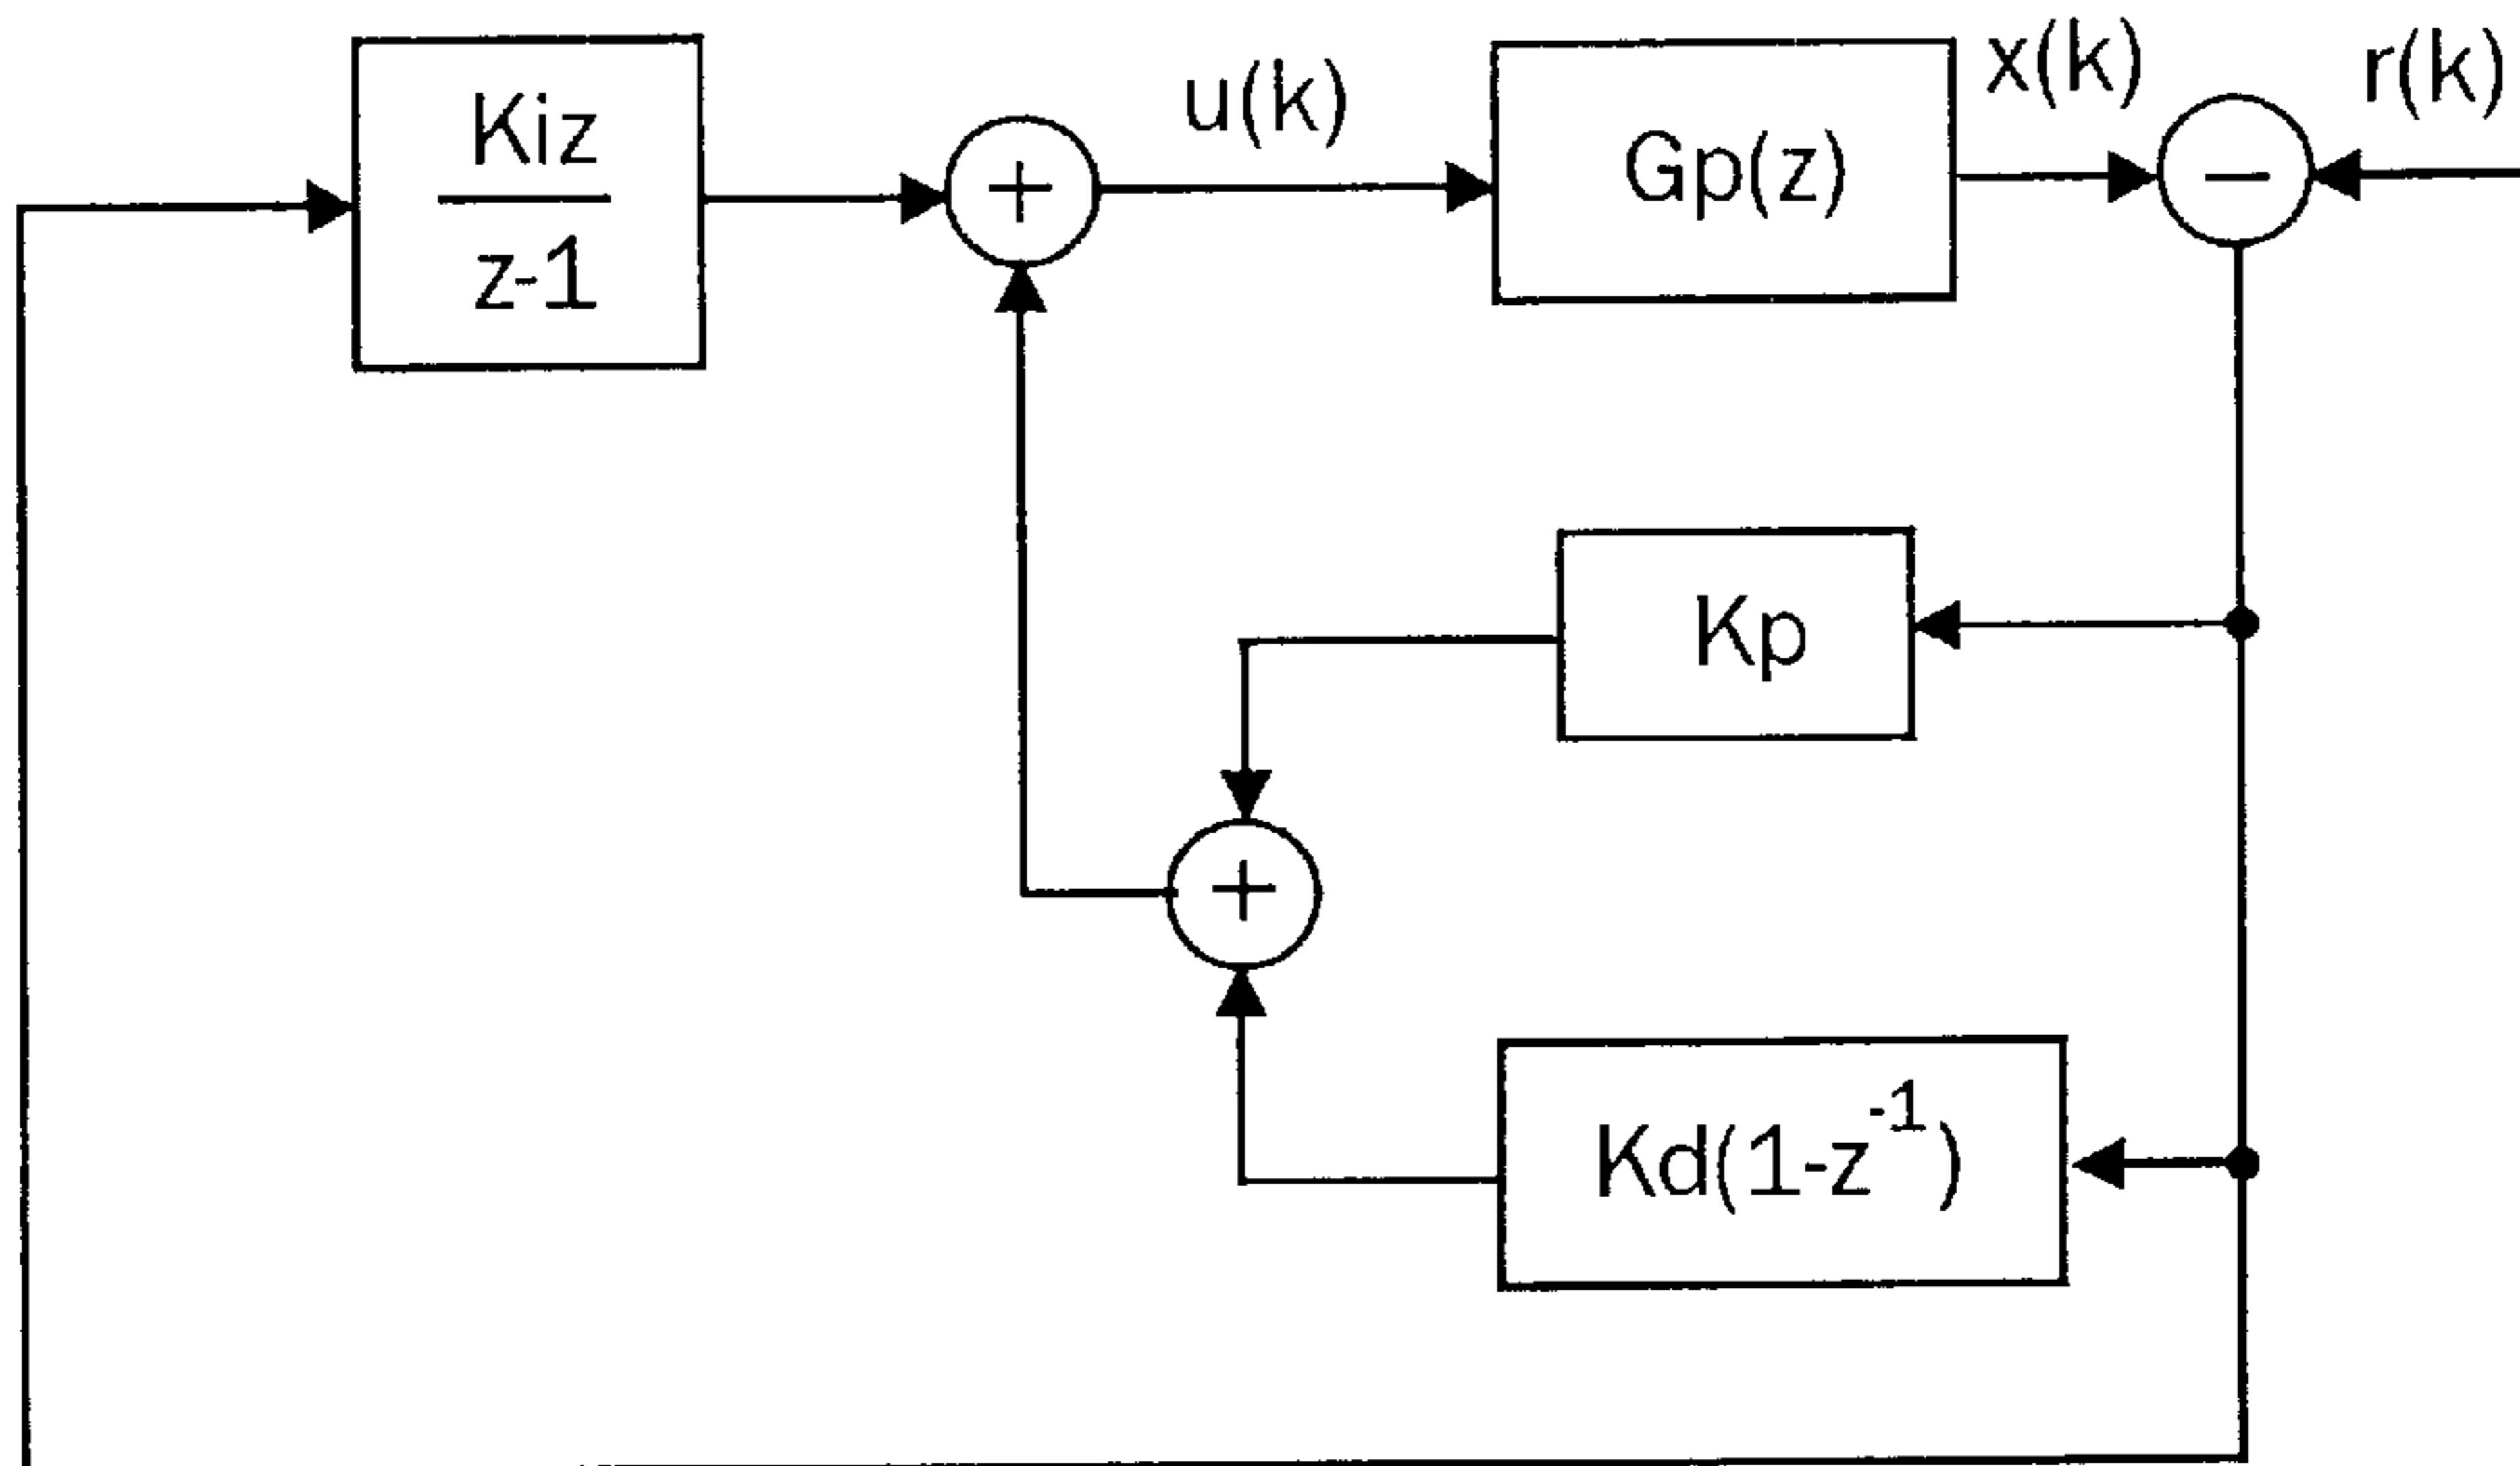 Kiz
z-1
+
u(k)
Gp(z)
x(k)
−
r(k)
Kp
+
Kd(1-z⁻¹)